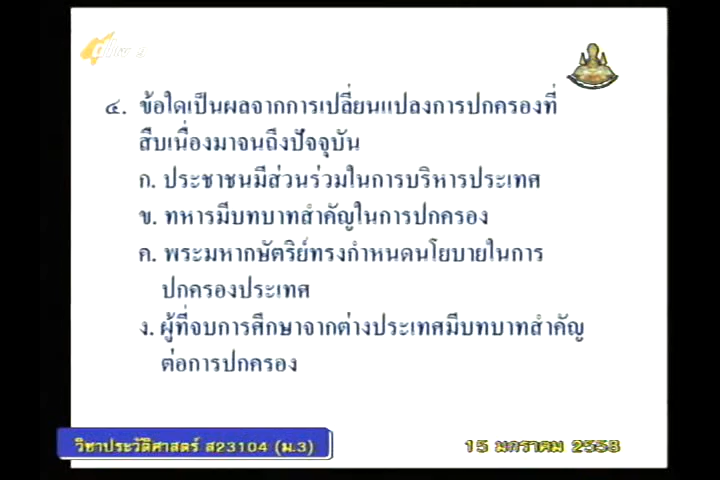 ๔. ข้อใดเป็นผลจากการเปลี่ยนแปลงการปกครองที่
สืบเนื่องมาจนถึงปัจจุบัน
ก. ประชาชนมีส่วนร่วมในการบริหารประเทศ
ข. ทหารมีบทบาทสำคัญในการปกครอง
ค. พระมหากษัตริย์ทรงกำหนดนโยบายในการ
ปกครองประเทศ
ง. ผู้ที่จบการศึกษาจากต่างประเทศมีบทบาทสำคัญ
ต่อการปกครอง
วิชาประวัติศาสตร์ ส23104 (ม.3)
15 มกราคม 2558